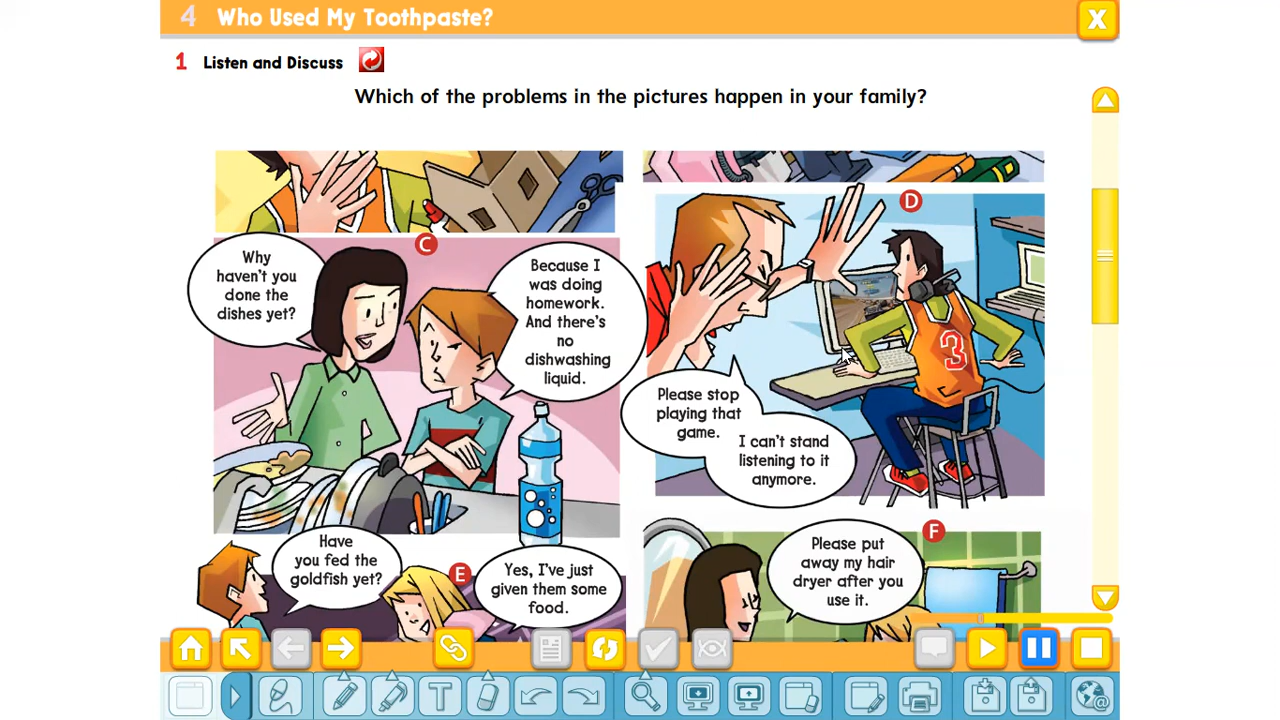 4 Who Used My Toothpaste?
X
1 Listen and Discuss
Which of the problems in the pictures happen in your family?
C
Why
haven't you
done the
dishes yet?
Because I
was doing
homework.
And there's
no
dishwashing
liquid.
D
3
Please stop
playing that
game.
I can't stand
listening to it
anymore.
E
Have
you fed the
goldfish yet?
Yes, I've just
given them some
food.
F
Please put
away my hair
dryer after you
use it.
T
@